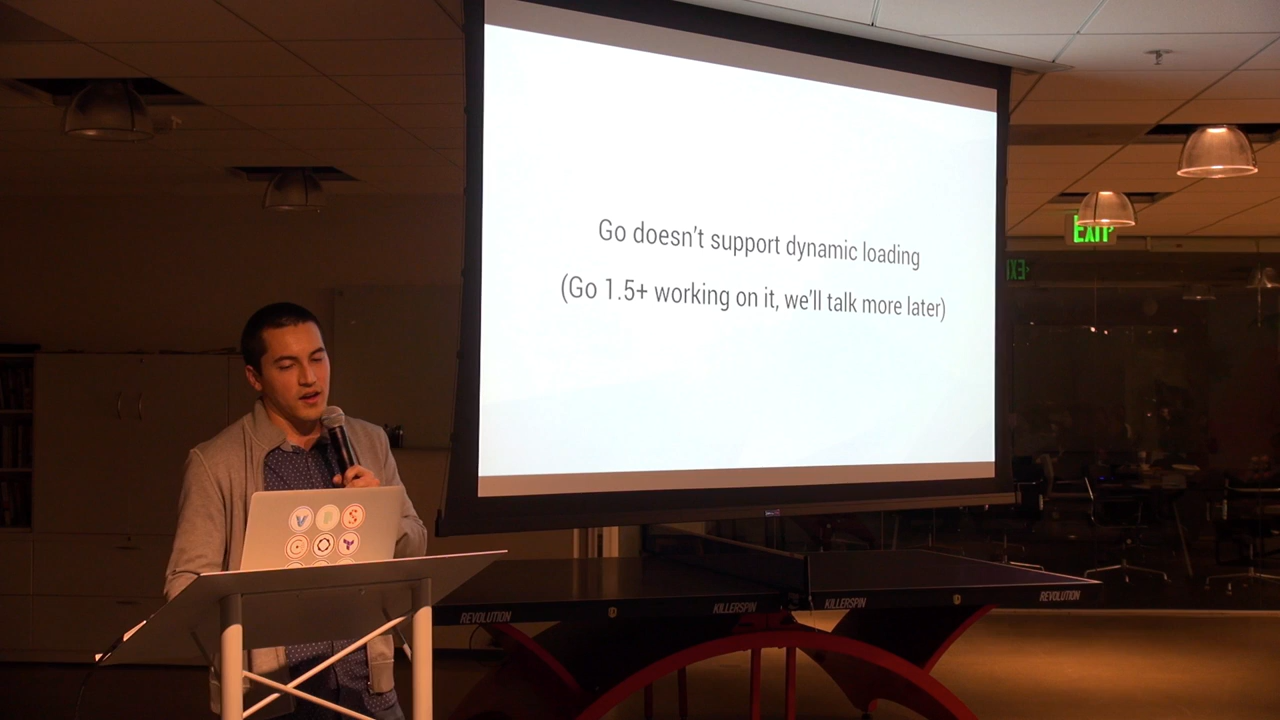 Go doesn't support dynamic loading
(Go 1.5+ working on it, we'll talk more later)
EXIT
EXIT
V P S
REVOLUTION
KILLERSPIN
KILLERSPIN
REVOLUTION